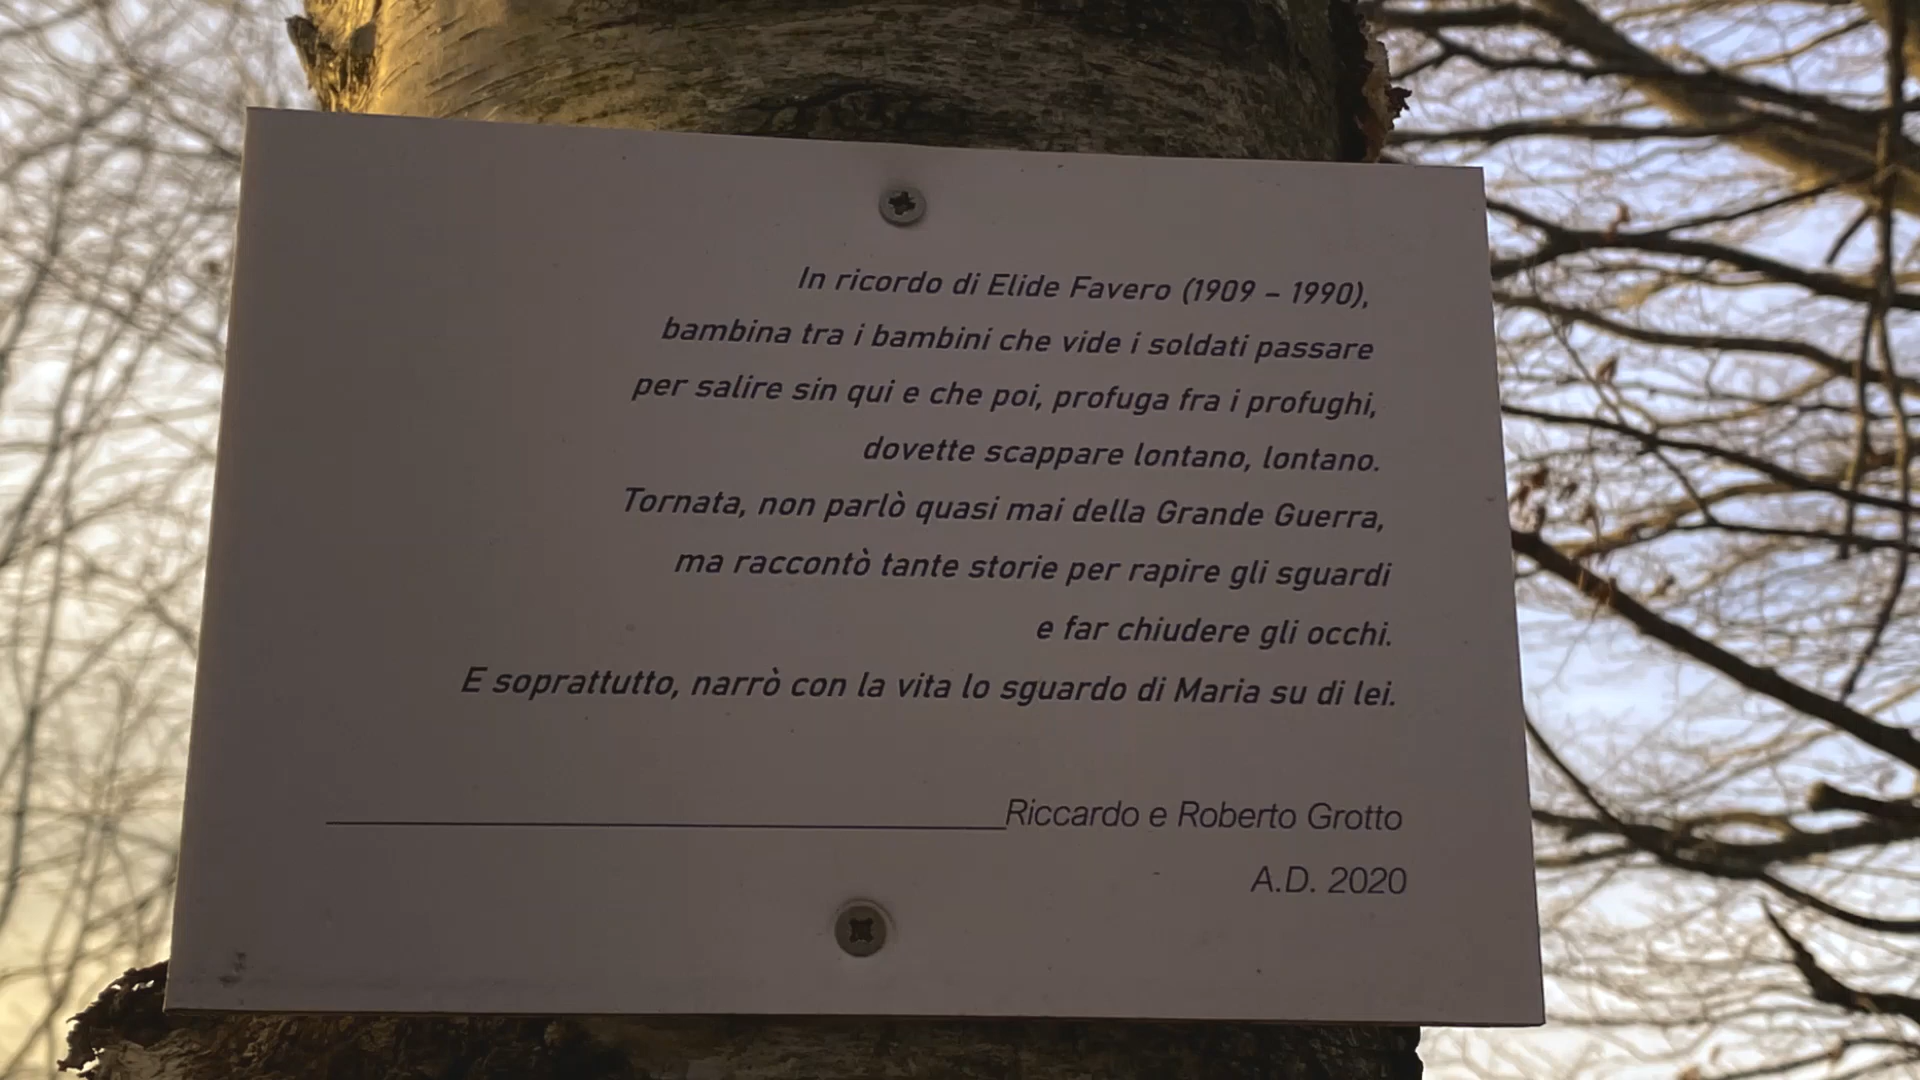 In ricordo di Elide Favero (1909 – 1990),
bambina tra i bambini che vide i soldati passare
per salire sin qui e che poi, profuga fra i profughi,
dovette scappare lontano, lontano.
Tornata, non parlò quasi mai della Grande Guerra,
ma raccontò tante storie per rapire gli sguardi
e far chiudere gli occhi.
E soprattutto, narrò con la vita lo sguardo di Maria su di lei.
Riccardo e Roberto Grotto
A.D. 2020